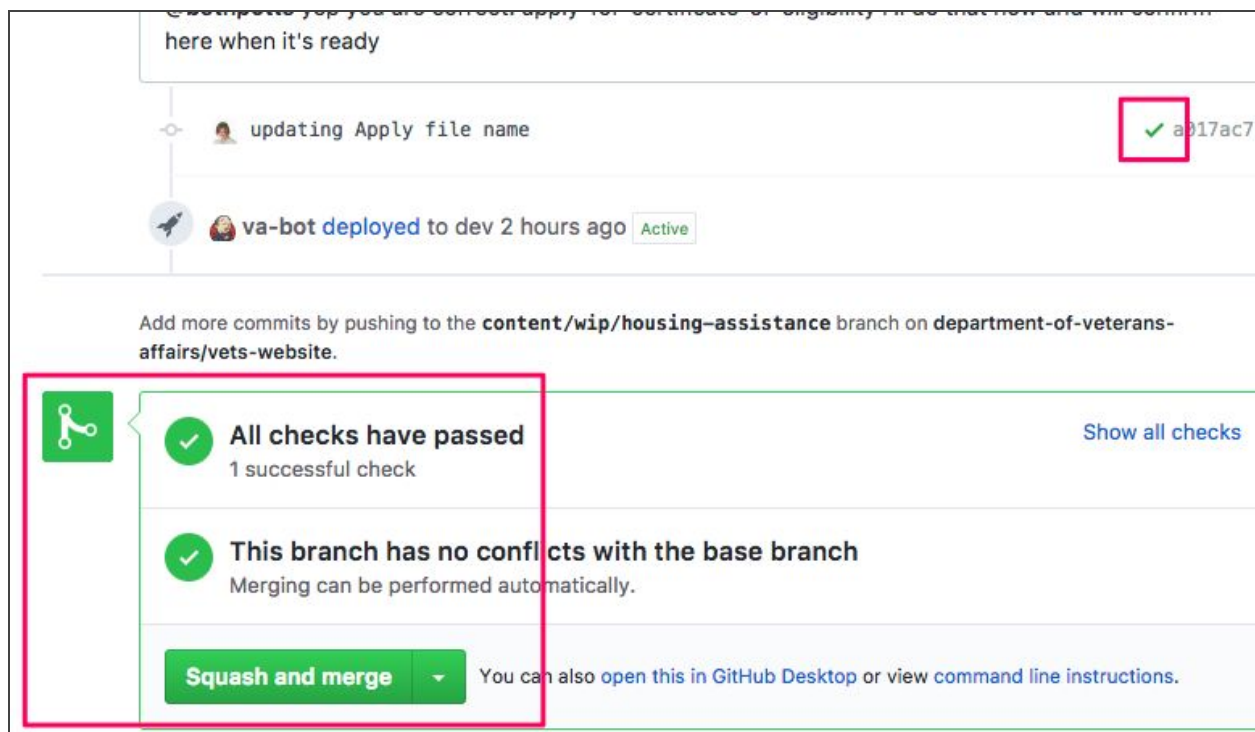 here when it's ready
updating Apply file name
a017ac7
va-bot deployed to dev 2 hours ago Active
Add more commits by pushing to the content/wip/housing-assistance branch on department-of-veterans-
affairs/vets-website.
All checks have passed
Show all checks
1 successful check
This branch has no conflicts with the base branch
Merging can be performed automatically.
Squash and merge
You can also open this in GitHub Desktop or view command line instructions.